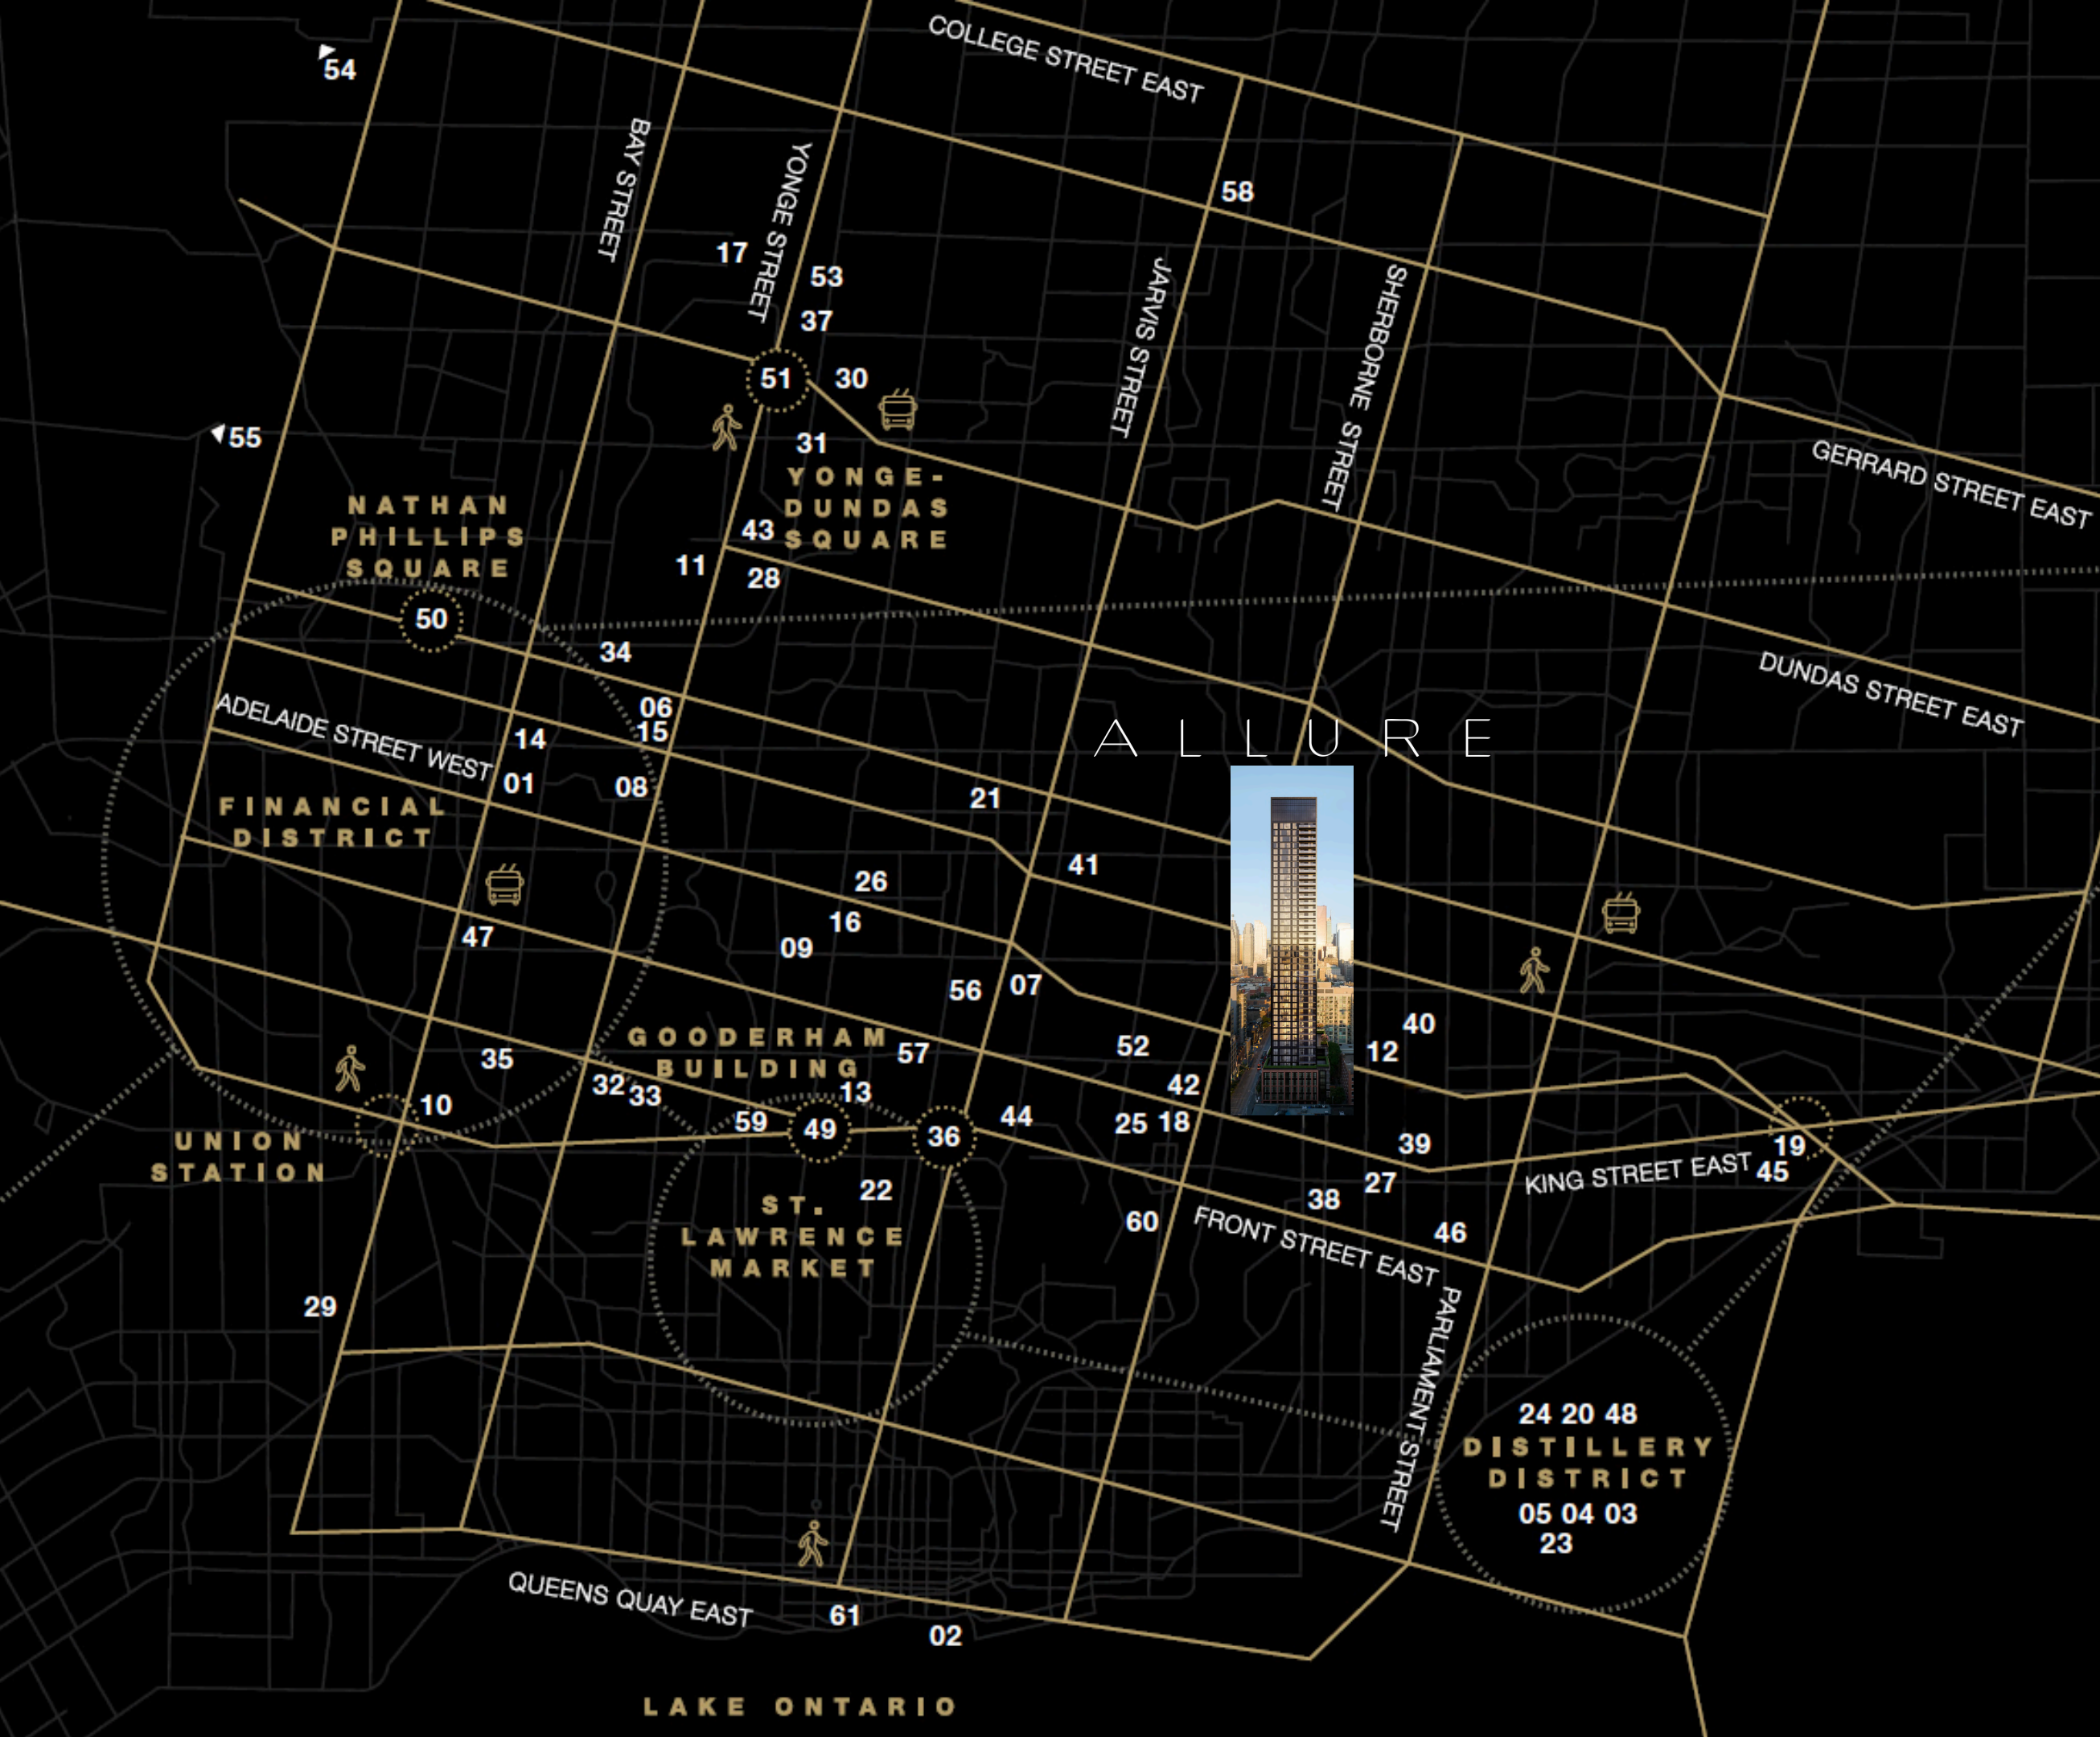 COLLEGE STREET EAST
54
BAY STREET
YONGE STREET
58
17
53
JARVIS STREET
SHERBORNE STREET
37
51
30
55
31
GERRARD STREET EAST
NATHAN
PHILLIPS
SQUARE
YONGE-
DUNDAS
SQUARE
43
11
28
50
34
DUNDAS STREET EAST
06
15
ADELAIDE STREET WEST
14
01
08
ALLURE
21
FINANCIAL
DISTRICT
41
26
16
47
09
56
07
40
12
52
GOODERHAM
BUILDING
57
35
32
33
13
42
10
59
49
36
44
25
18
39
19
45
UNION
STATION
KING STREET EAST
22
27
38
ST.
LAWRENCE
MARKET
60
FRONT STREET EAST
46
29
PARLIAMENT STREET
24 20 48
DISTILLERY
DISTRICT
05 04 03
23
QUEENS QUAY EAST
61
02
LAKE ONTARIO